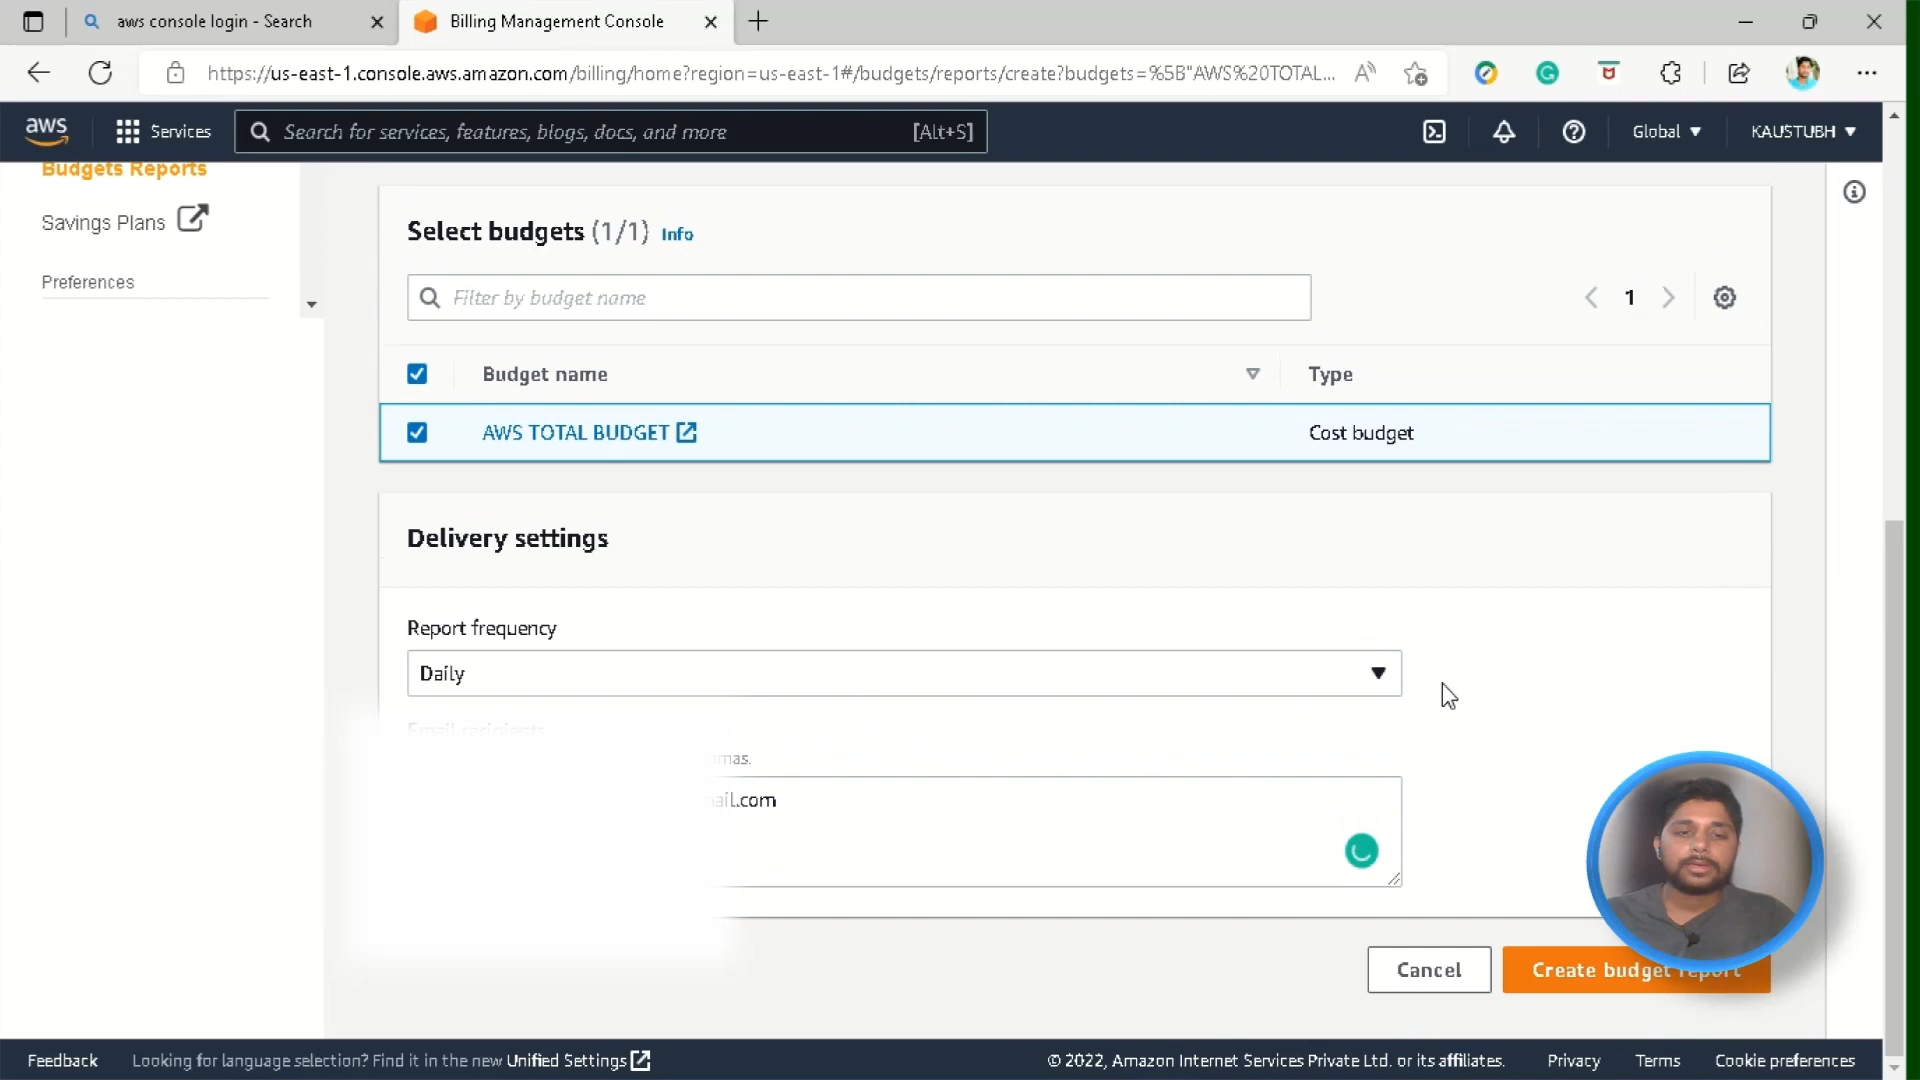 aws console login - Search
Billing Management Console
https://us-east-1.console.aws.amazon.com/billing/home?region=us-east-1#/budgets/reports/create?budgets=%5B"AWS%20TOTAL...
aws
Services
Search for services, features, blogs, docs, and more
[Alt+S]
Global
KAUSTUBH
Budgets Reports
Savings Plans
Preferences
Select budgets (1/1) Info
Filter by budget name
1
Budget name
Type
AWS TOTAL BUDGET
Cost budget
Delivery settings
Report frequency
Daily
Email recipients
mas.
ail.com
Cancel
Create budget report
Feedback
Looking for language selection? Find it in the new Unified Settings
© 2022, Amazon Internet Services Private Ltd. or its affiliates.
Privacy
Terms
Cookie preferences